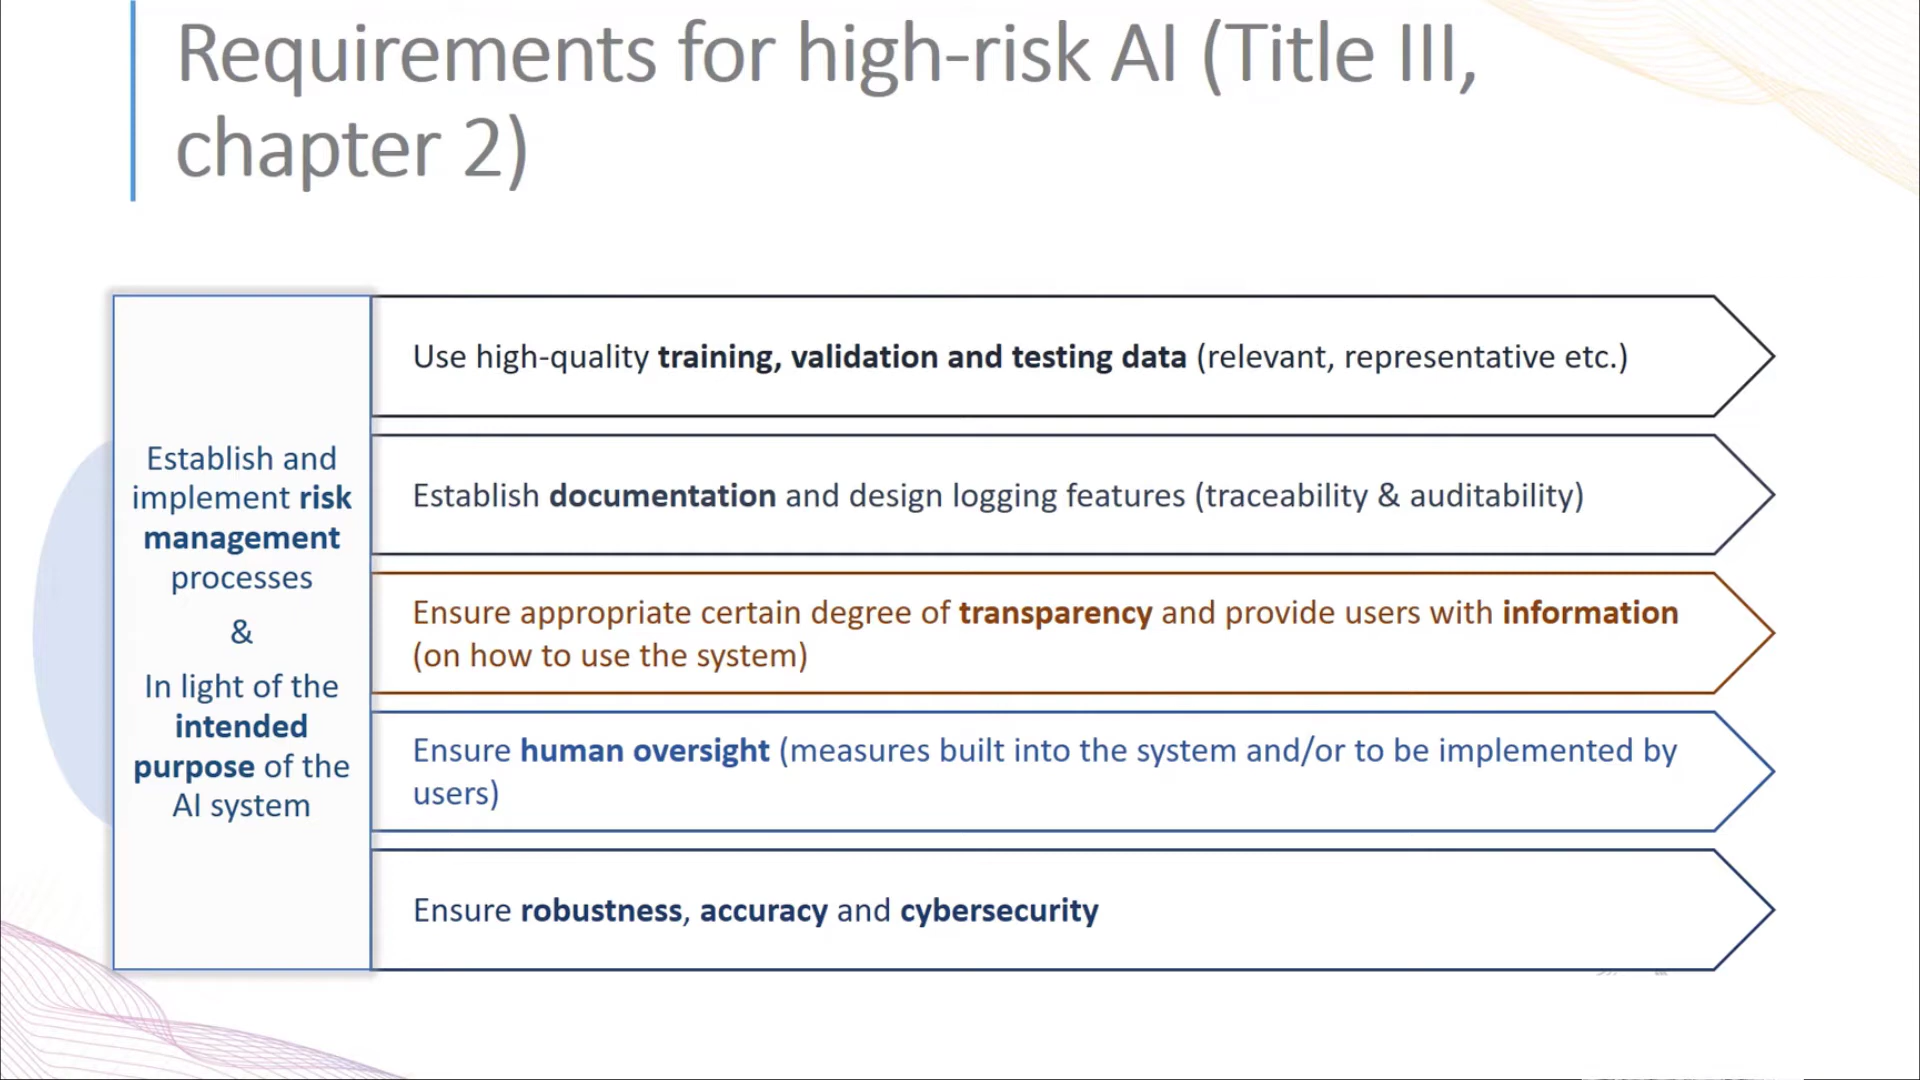 Requirements for high-risk AI (Title III,
chapter 2)
Establish and
implement risk
management
processes
&
In light of the
intended
purpose of the
AI system
Use high-quality training, validation and testing data (relevant, representative etc.)
Establish documentation and design logging features (traceability & auditability)
Ensure appropriate certain degree of transparency and provide users with information
(on how to use the system)
Ensure human oversight (measures built into the system and/or to be implemented by
users)
Ensure robustness, accuracy and cybersecurity